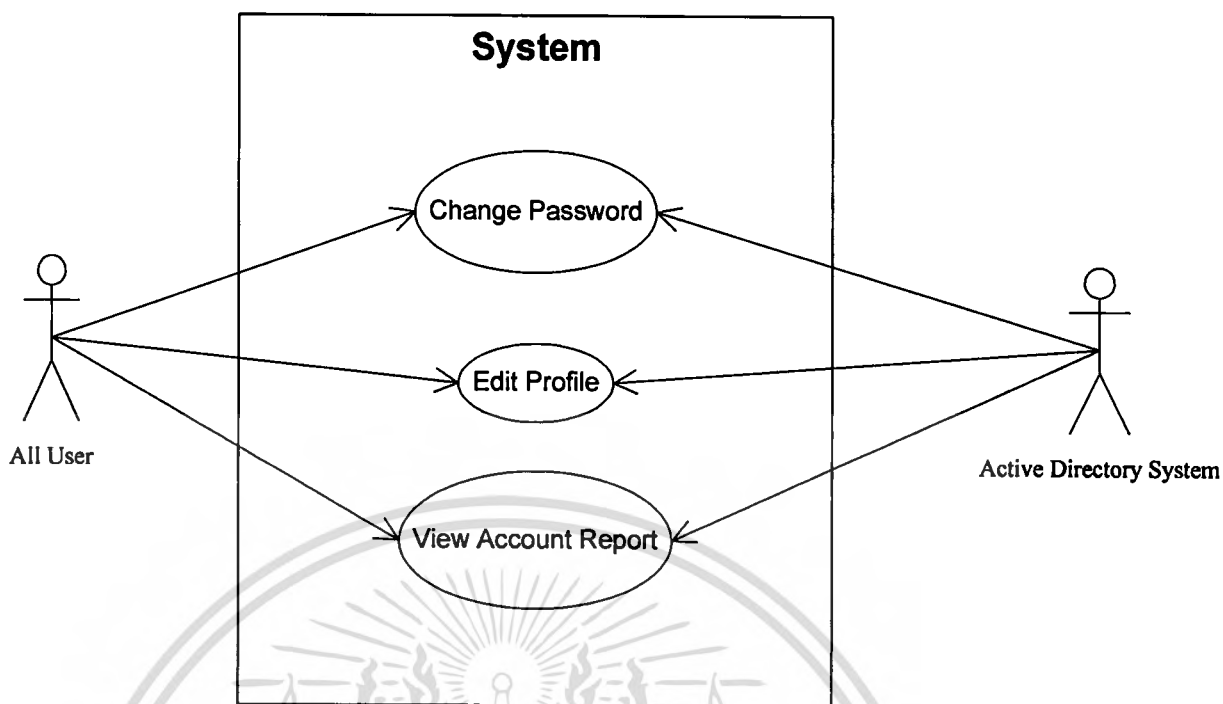 System
Change Password
Edit Profile
All User
Active Directory System
View Account Report